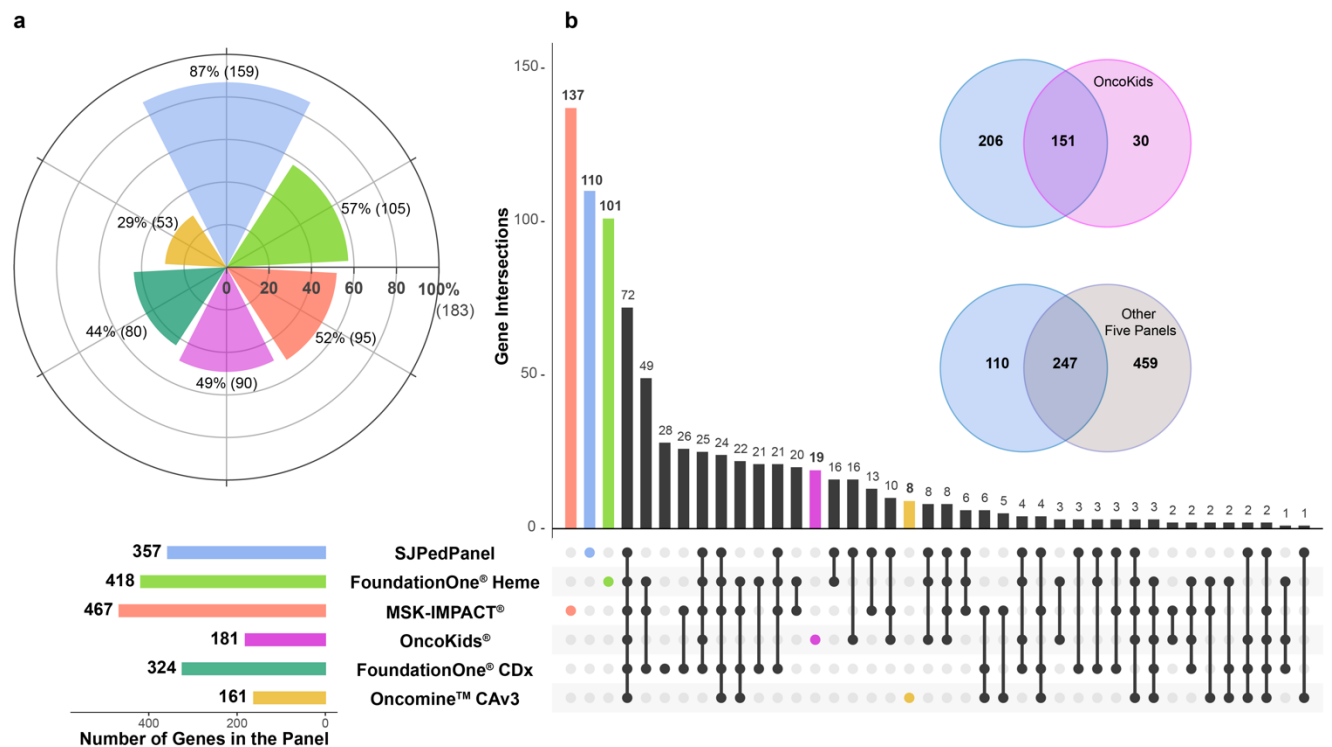 a
87% (159)
57% (105)
29% (53)
0 20 40 60 80 100%
(183)
44% (80)
52% (95)
49% (90)
357 SJPedPanel
418 FoundationOne® Heme
467 MSK-IMPACT®
181 OncoKids®
324 FoundationOne® CDx
161 Oncomine™ CAv3
400 200 0
Number of Genes in the Panel
b
Gene Intersections
150
100
50
0
137 110 101 72 49 28 26 25 24 22 21 21 20 19 16 16 13 10 8 8 8 6 6 5 4 4 3 3 3 3 3 2 2 2 2 2 2 1 1
OncoKids
206 151 30
Other
Five Panels
110 247 459